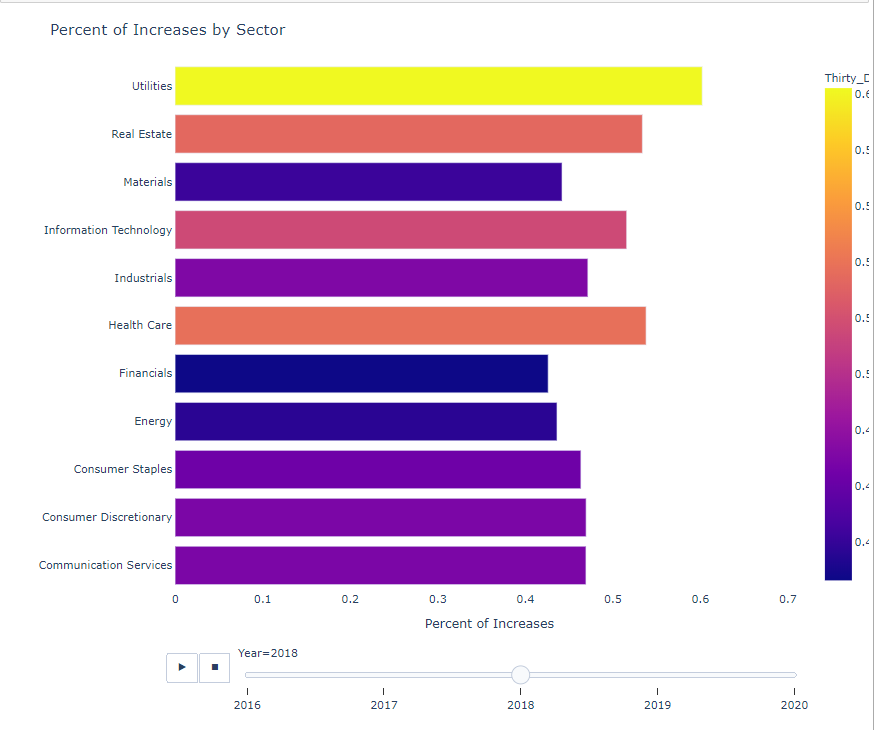 Percent of Increases by Sector
Thirty_D
Utilities
Real Estate
Materials
Information Technology
Industrials
Health Care
Financials
Energy
Consumer Staples
Consumer Discretionary
Communication Services
0.6
0.5
0.5
0.5
0.5
0.5
0.4
0.4
0.4
0 0.1 0.2 0.3 0.4 0.5 0.6 0.7
Percent of Increases
Year=2018
2016 2017 2018 2019 2020